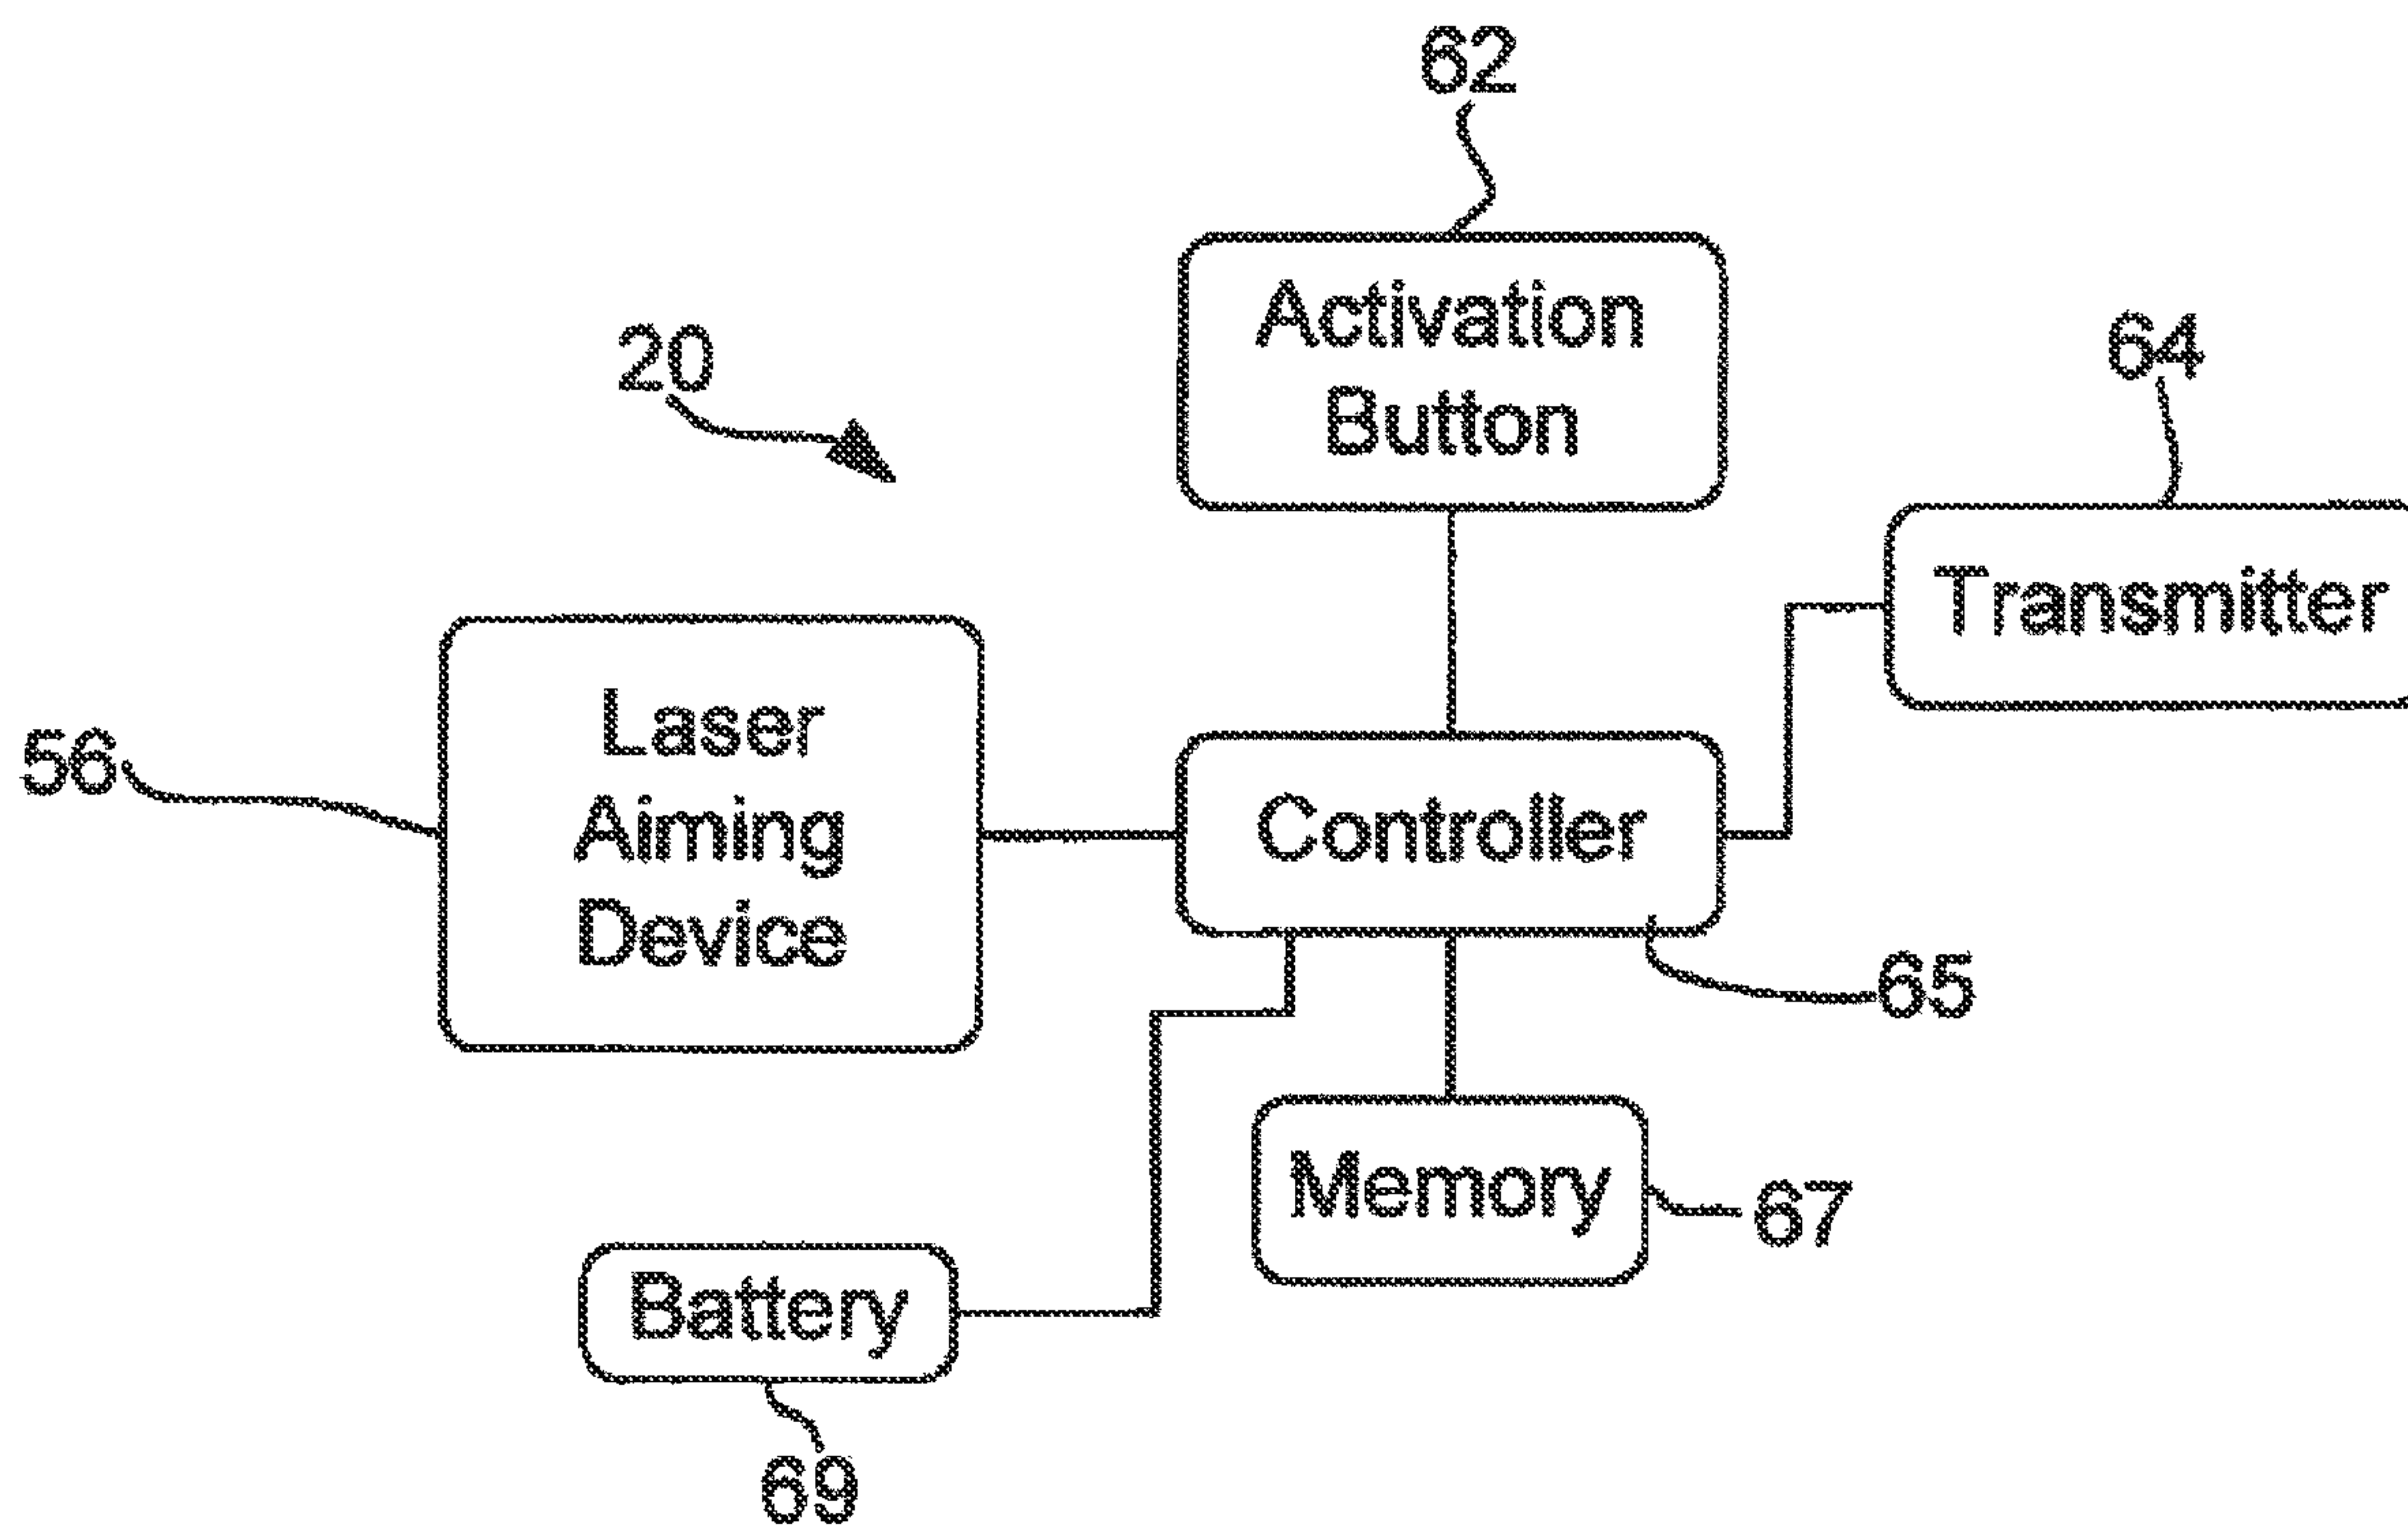 62
Activation
Button
20
64
Transmitter
56
Laser
Aiming
Device
Controller
65
Memory
67
Battery
69